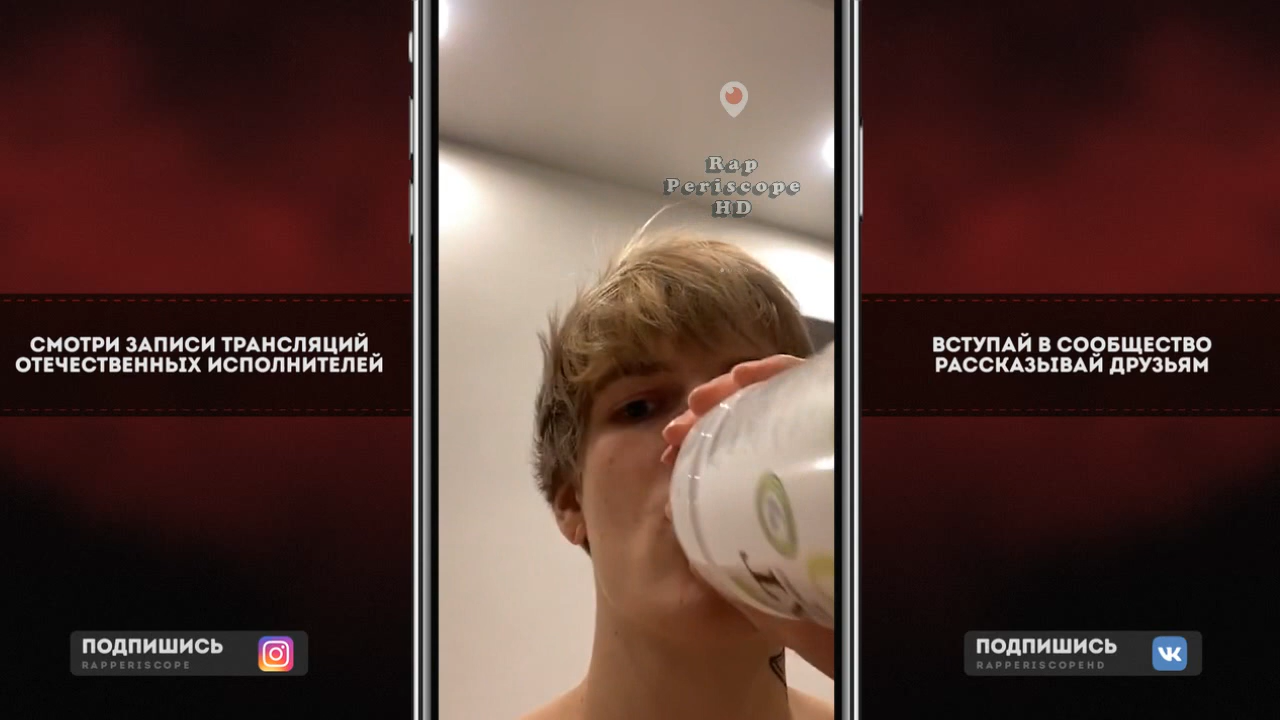 Rap
Periscope
HD
СМОТРИ ЗАПИСИ ТРАНСЛЯЦИЙ
ОТЕЧЕСТВЕННЫХ ИСПОЛНИТЕЛЕЙ
ВСТУПАЙ В СООБЩЕСТВО
РАССКАЗЫВАЙ ДРУЗЬЯМ
ПОДПИШИСЬ
RAPPERISCOPE
ПОДПИШИСЬ
RAPPERISCOPEHD